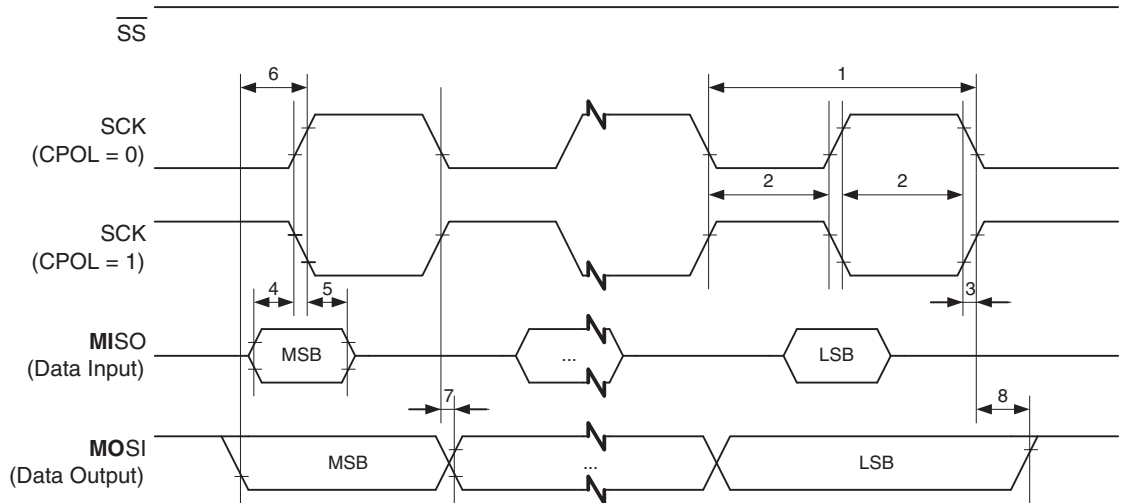 SS
6
1
SCK
(CPOL = 0)
2
2
SCK
(CPOL = 1)
4
5
3
MISO
(Data Input)
MSB
...
LSB
7
8
MOSI
(Data Output)
MSB
...
LSB